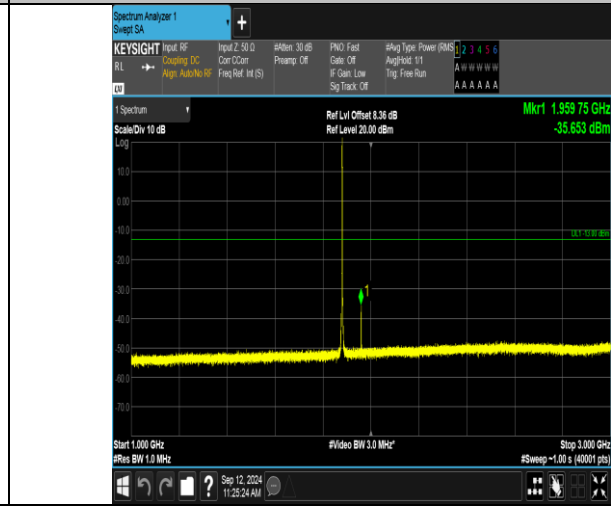 Spectrum Analyzer 1
Swept SA
+
KEYSIGHT Input: RF Input Z: 50 Ω #Atten: 30 dB PNO: Fast #Avg Type: Power (RMS 1 2 3 4 5 6
RL Coupling: DC Corr CCorr Preamp: Off Gate: Off Avg|Hold: 1/1 A W W W W W
Align: Auto/No RF Freq Ref: Int (S) IF Gain: Low Trig: Free Run
LXI Sig Track: Off A A A A A A
1 Spectrum Ref Lvl Offset 8.36 dB Mkr1 1.959 75 GHz
Scale/Div 10 dB Ref Level 20.00 dBm -35.653 dBm
Log
10.0
0.00
-10.0
DL1 -13.00 dBm
-20.0
-30.0
1
-40.0
-50.0
-60.0
-70.0
Start 1.000 GHz #Video BW 3.0 MHz* Stop 3.000 GHz
#Res BW 1.0 MHz #Sweep ~1.00 s (40001 pts)
? Sep 12, 2024
11:25:24 AM